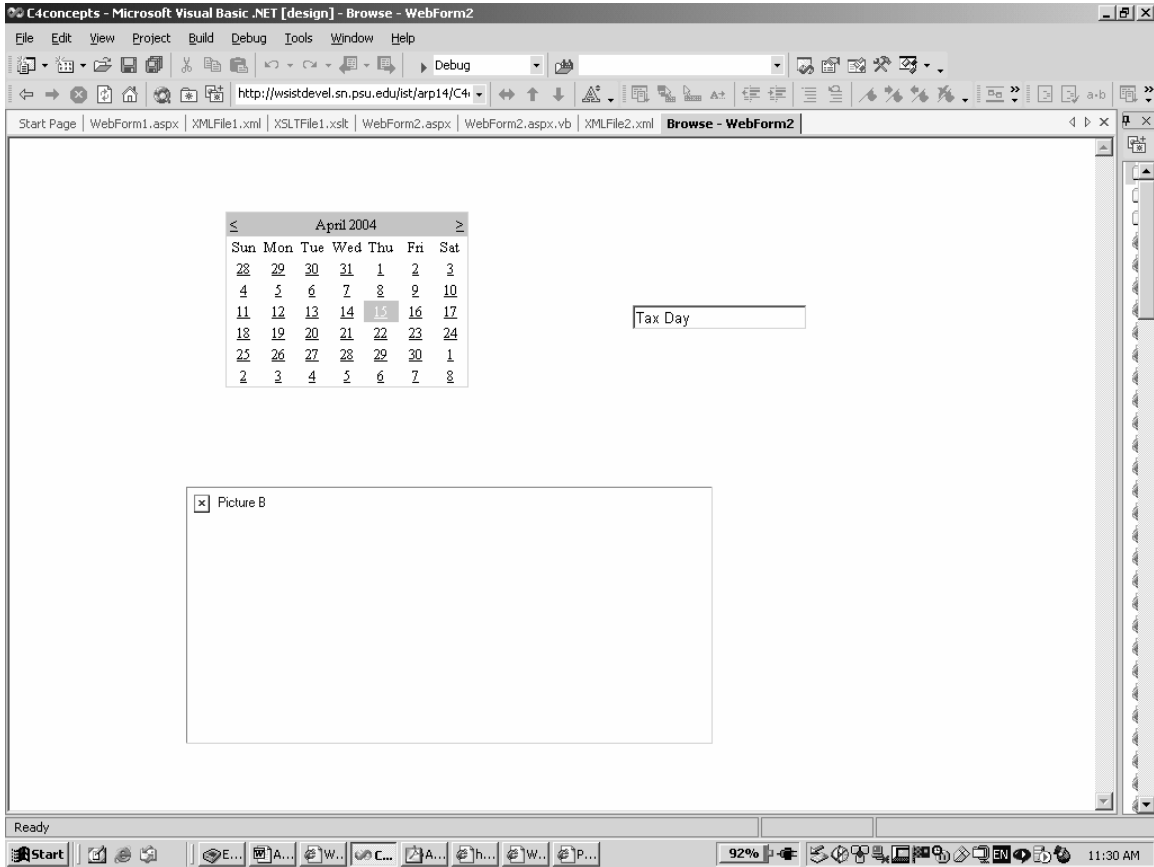 C4concepts - Microsoft Visual Basic .NET [design] - Browse - WebForm2
File Edit View Project Build Debug Tools Window Help
Debug
http://wsistdevel.sn.psu.edu/ist/arp14/C4
Start Page WebForm1.aspx XMLFile1.xml XSLTFile1.xslt WebForm2.aspx WebForm2.aspx.vb XMLFile2.xml Browse - WebForm2
< April 2004 >
Sun Mon Tue Wed Thu Fri Sat
28 29 30 31 1 2 3
4 5 6 7 8 9 10
11 12 13 14 15 16 17
Tax Day
18 19 20 21 22 23 24
25 26 27 28 29 30 1
2 3 4 5 6 7 8
Picture B
Ready
Start E... A... W.. C... A... h... W.. P... 92% EN 11:30 AM